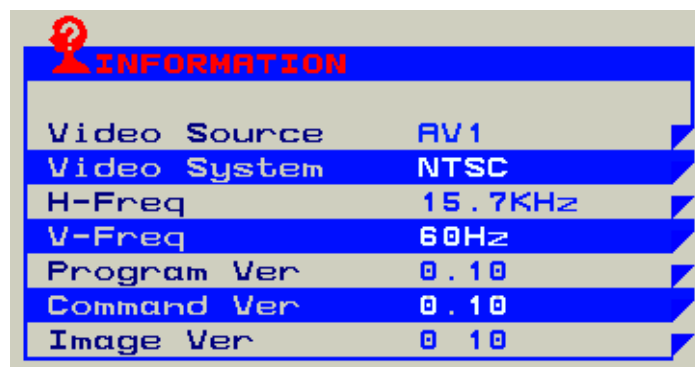 INFORMATION
Video Source AV1
Video System NTSC
H-Freq 15.7KHz
V-Freq 60Hz
Program Ver 0.10
Command Ver 0.10
Image Ver 0 10